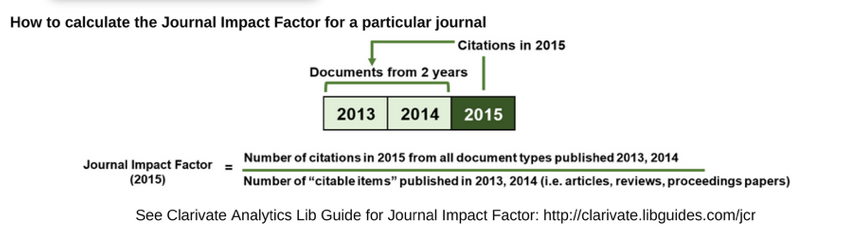 How to calculate the Journal Impact Factor for a particular journal
Citations in 2015
Documents from 2 years
2013 2014 2015
Journal Impact Factor
(2015)
=
Number of citations in 2015 from all document types published 2013, 2014
Number of “citable items” published in 2013, 2014 (i.e. articles, reviews, proceedings papers)
See Clarivate Analytics Lib Guide for Journal Impact Factor: http://clarivate.libguides.com/jcr